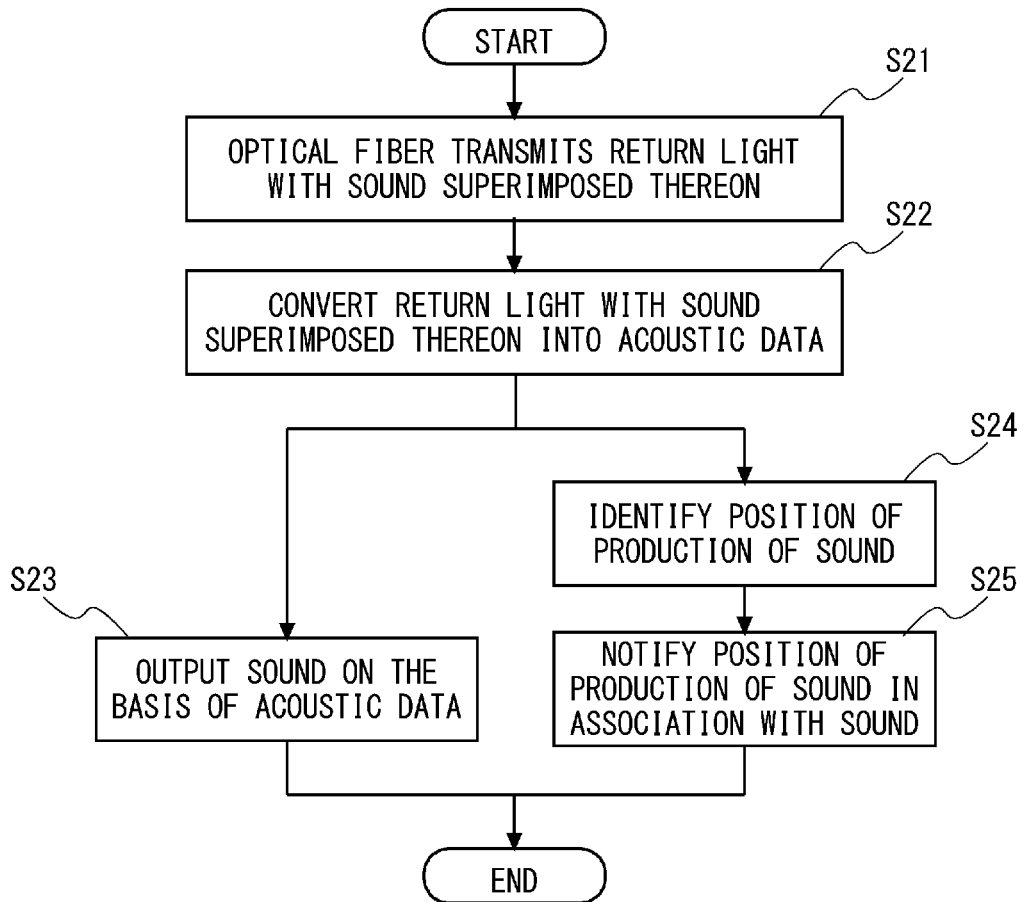 START
S21
OPTICAL FIBER TRANSMITS RETURN LIGHT
WITH SOUND SUPERIMPOSED THEREON
S22
CONVERT RETURN LIGHT WITH SOUND
SUPERIMPOSED THEREON INTO ACOUSTIC DATA
S24
IDENTIFY POSITION OF
PRODUCTION OF SOUND
S23
OUTPUT SOUND ON THE
BASIS OF ACOUSTIC DATA
S25
NOTIFY POSITION OF
PRODUCTION OF SOUND IN
ASSOCIATION WITH SOUND
END